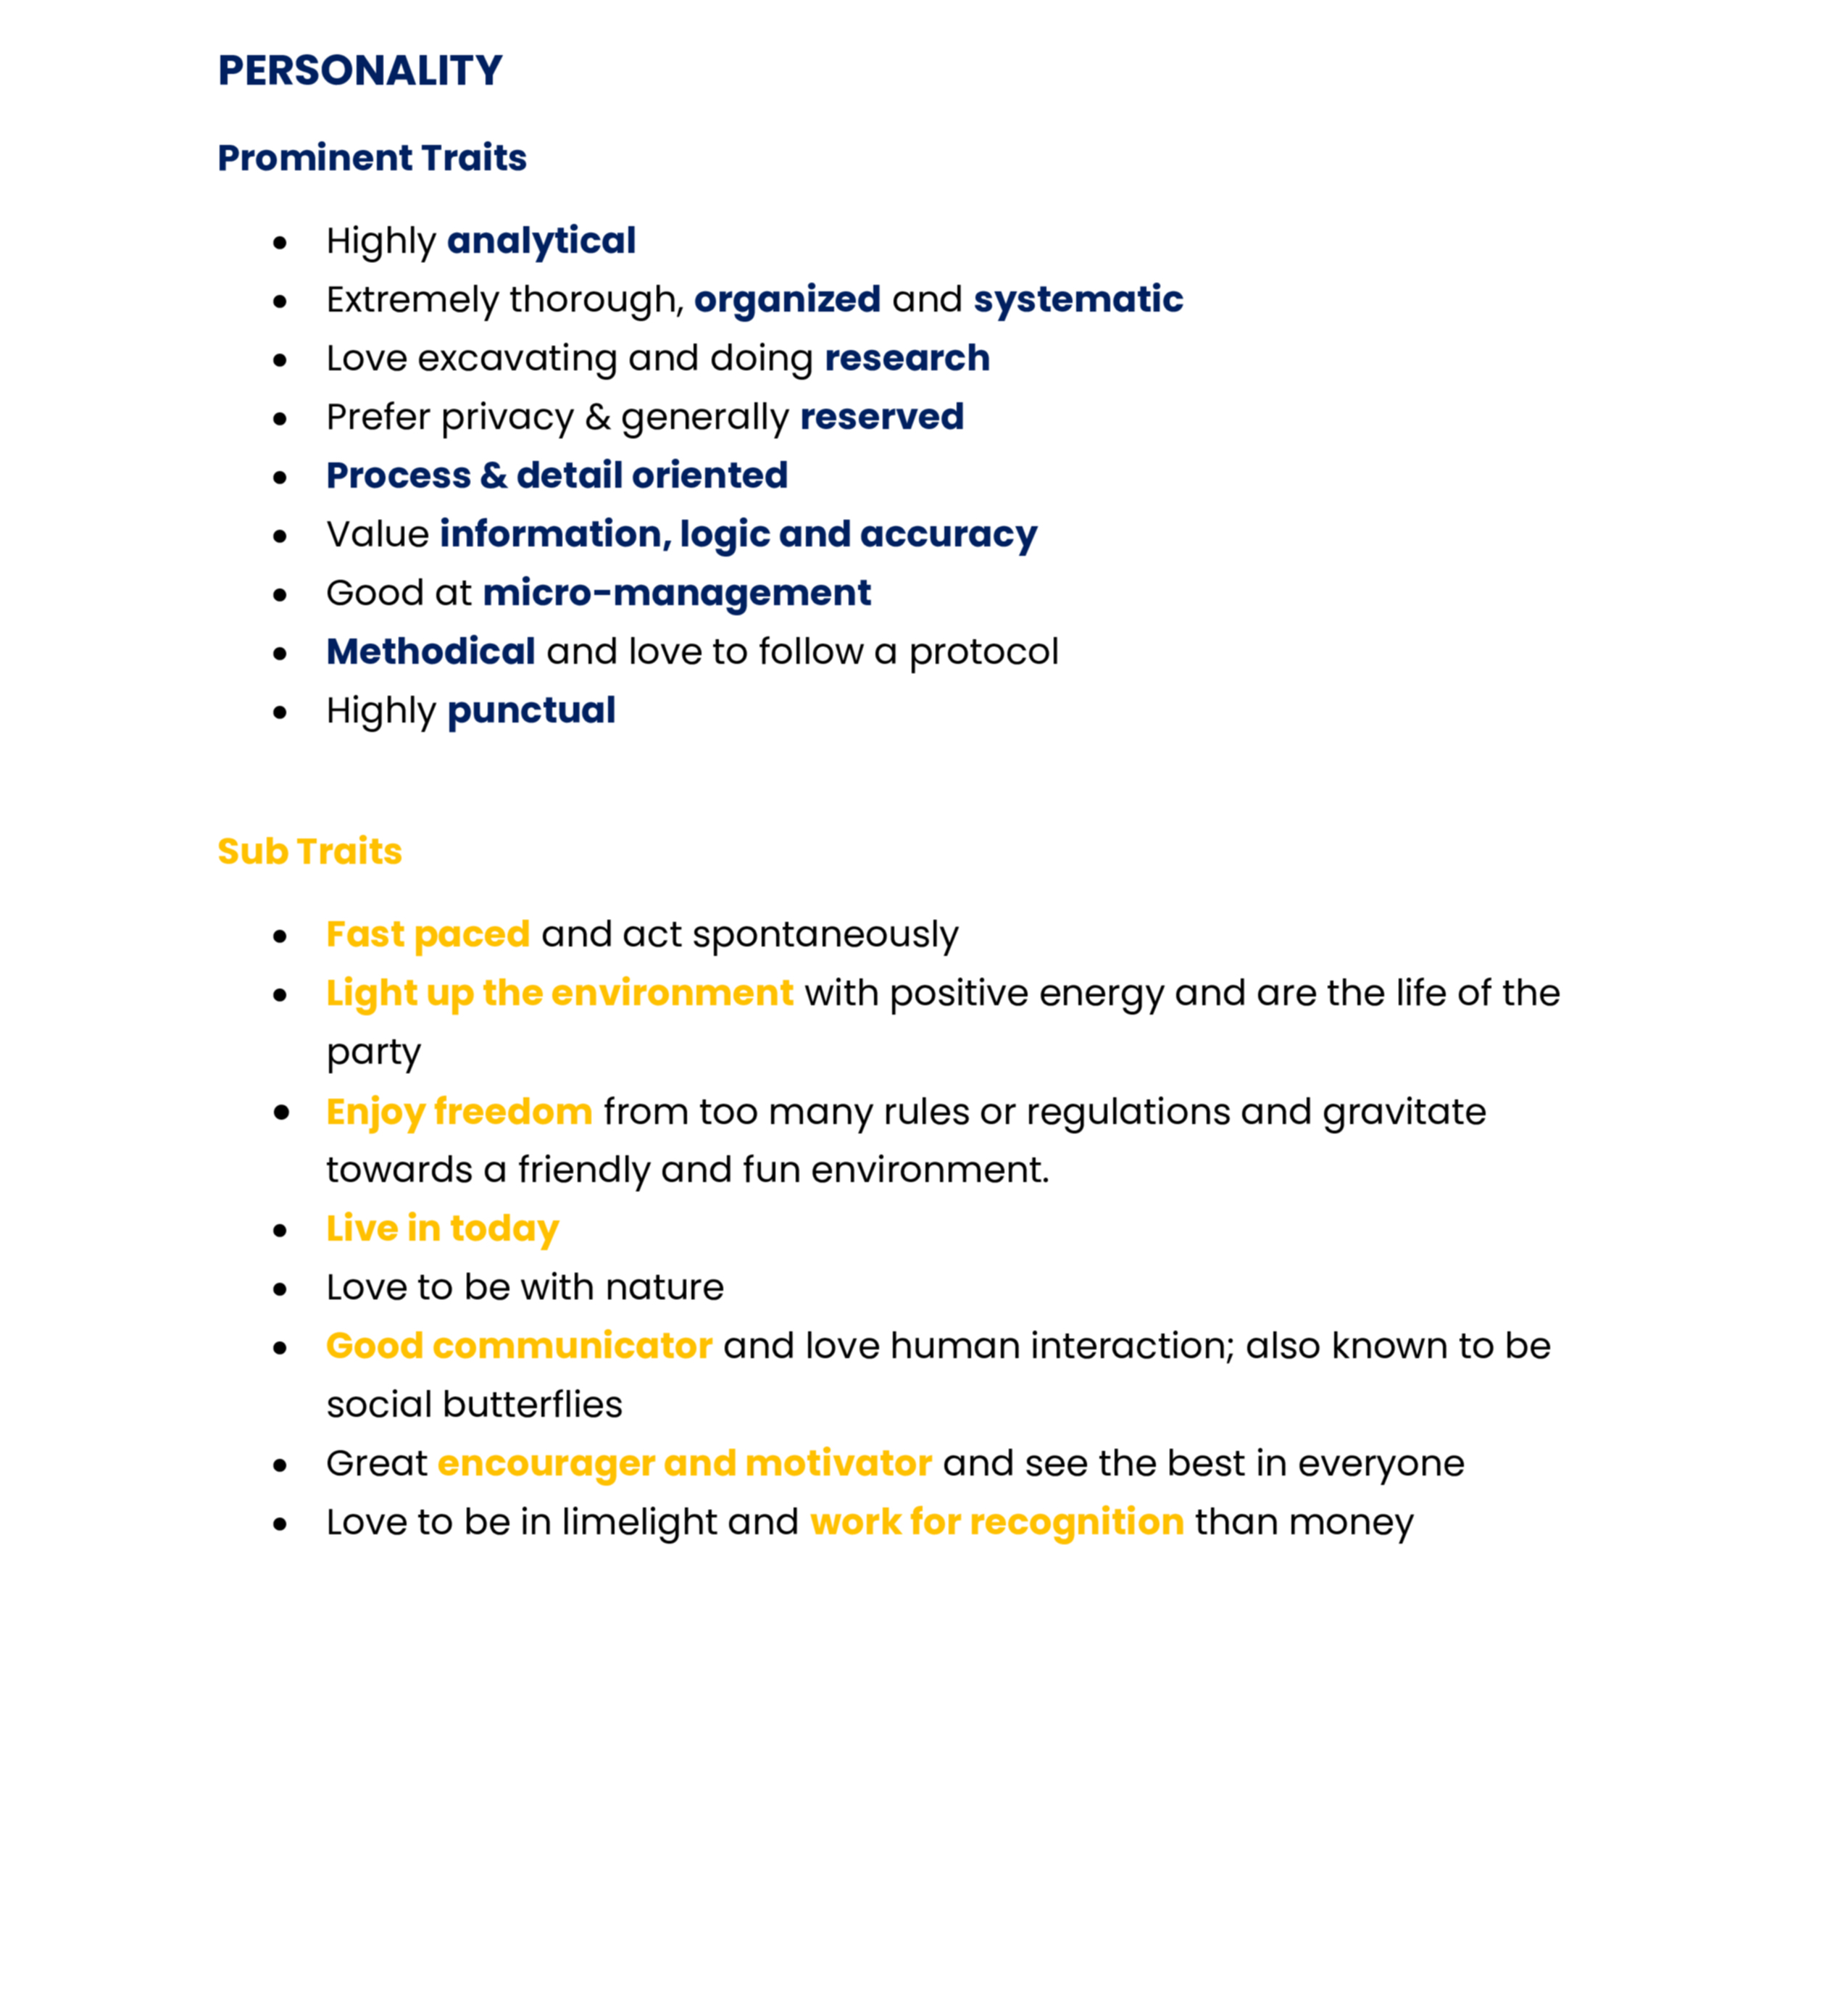 PERSONALITY
Prominent Traits
● Highly analytical
● Extremely thorough, organized and systematic
● Love excavating and doing research
● Prefer privacy & generally reserved
● Process & detail oriented
● Value information, logic and accuracy
● Good at micro-management
● Methodical and love to follow a protocol
● Highly punctual
Sub Traits
● Fast paced and act spontaneously
● Light up the environment with positive energy and are the life of the
party
● Enjoy freedom from too many rules or regulations and gravitate
towards a friendly and fun environment.
● Live in today
● Love to be with nature
● Good communicator and love human interaction; also known to be
social butterflies
● Great encourager and motivator and see the best in everyone
● Love to be in limelight and work for recognition than money